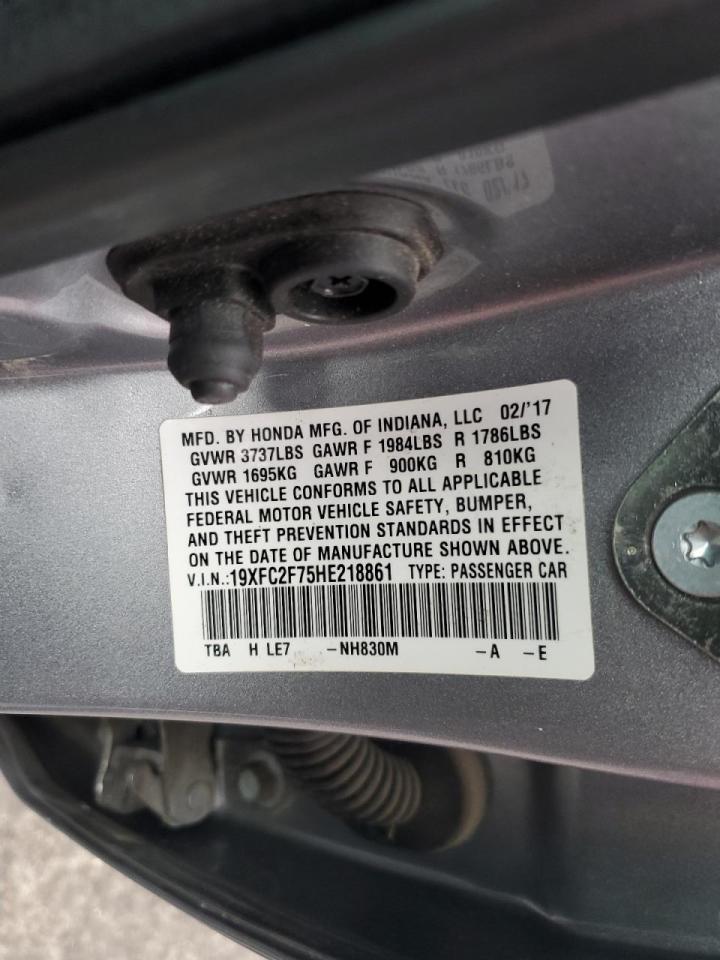 MFD. BY HONDA MFG. OF INDIANA, LLC 02/'17
GVWR 3737LBS GAWR F 1984LBS R 1786LBS
GVWR 1695KG GAWR F 900KG R 810KG
THIS VEHICLE CONFORMS TO ALL APPLICABLE
FEDERAL MOTOR VEHICLE SAFETY, BUMPER,
AND THEFT PREVENTION STANDARDS IN EFFECT
ON THE DATE OF MANUFACTURE SHOWN ABOVE.
V.I.N.:19XFC2F75HE218861 TYPE: PASSENGER CAR
TBA H LE7 -NH830M -A -E